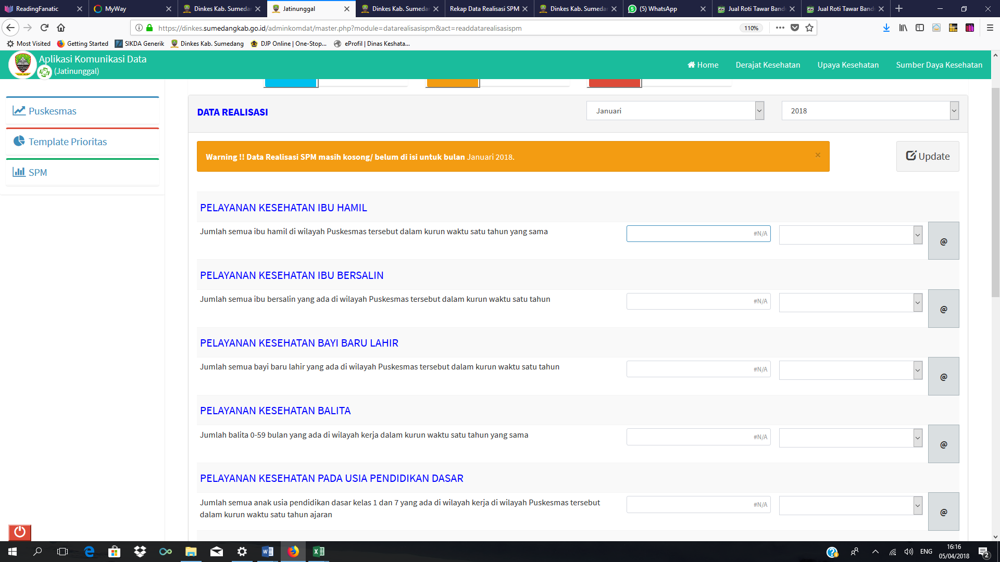 ReadingFanatic
MyWay
Dinkes Kab. Sumeda
Jatinunggal
Dinkes Kab. Sumeda
Rekap Data Realisasi SPM
Dinkes Kab. Sumeda
(5) WhatsApp
Jual Roti Tawar Band
Jual Roti Tawar Band
https://dinkes.sumedangkab.go.id/adminkomdat/master.php?module=datarealisasispm&act=readdatarealisasispm
110%
Most Visited
Getting Started
SIKDA Generik
Dinkes Kab. Sumedang
DJP Online | One-Stop...
eProfil | Dinas Keshata...
Aplikasi Komunikasi Data
(Jatinunggal)
Home
Derajat Kesehatan
Upaya Kesehatan
Sumber Daya Kesehatan
Puskesmas
Template Prioritas
SPM
DATA REALISASI
Januari
2018
Warning !! Data Realisasi SPM masih kosong/ belum di isi untuk bulan Januari 2018.
×
Update
PELAYANAN KESEHATAN IBU HAMIL
Jumlah semua ibu hamil di wilayah Puskesmas tersebut dalam kurun waktu satu tahun yang sama
#N/A
@
PELAYANAN KESEHATAN IBU BERSALIN
Jumlah semua ibu bersalin yang ada di wilayah Puskesmas tersebut dalam kurun waktu satu tahun
#N/A
@
PELAYANAN KESEHATAN BAYI BARU LAHIR
Jumlah semua bayi baru lahir yang ada di wilayah Puskesmas tersebut dalam kurun waktu satu tahun
#N/A
@
PELAYANAN KESEHATAN BALITA
Jumlah balita 0-59 bulan yang ada di wilayah kerja dalam kurun waktu satu tahun yang sama
#N/A
@
PELAYANAN KESEHATAN PADA USIA PENDIDIKAN DASAR
Jumlah semua anak usia pendidikan dasar kelas 1 dan 7 yang ada di wilayah kerja di wilayah Puskesmas tersebut
dalam kurun waktu satu tahun ajaran
#N/A
@
ENG
16:16
05/04/2018
2